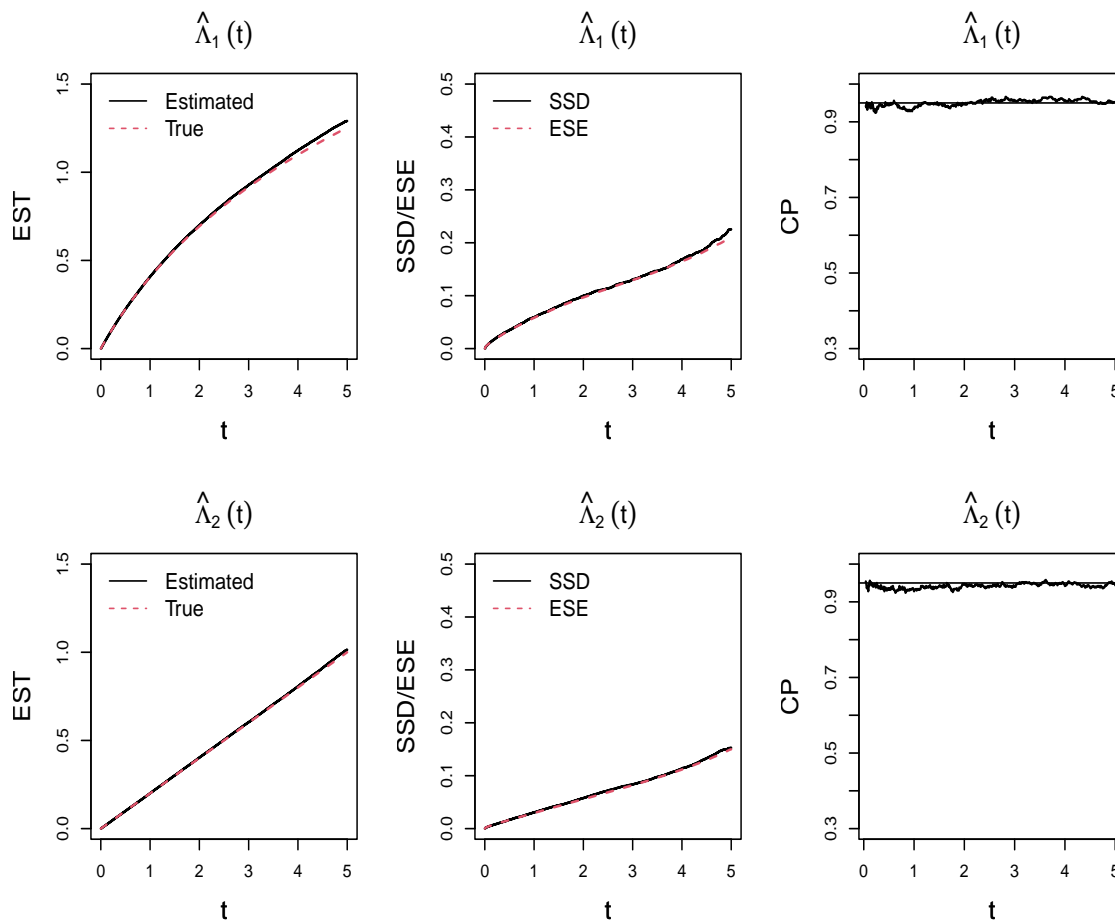 Λ̂₁ (t)
1.5
1.0
0.5
0.0
EST
Estimated
True
0 1 2 3 4 5
t
Λ̂₁ (t)
0.5
0.4
0.3
0.2
0.1
0.0
SSD/ESE
SSD
ESE
0 1 2 3 4 5
t
Λ̂₁ (t)
0.9
0.7
0.5
0.3
CP
0 1 2 3 4 5
t
Λ̂₂ (t)
1.5
1.0
0.5
0.0
EST
Estimated
True
0 1 2 3 4 5
t
Λ̂₂ (t)
0.5
0.4
0.3
0.2
0.1
0.0
SSD/ESE
SSD
ESE
0 1 2 3 4 5
t
Λ̂₂ (t)
0.9
0.7
0.5
0.3
CP
0 1 2 3 4 5
t